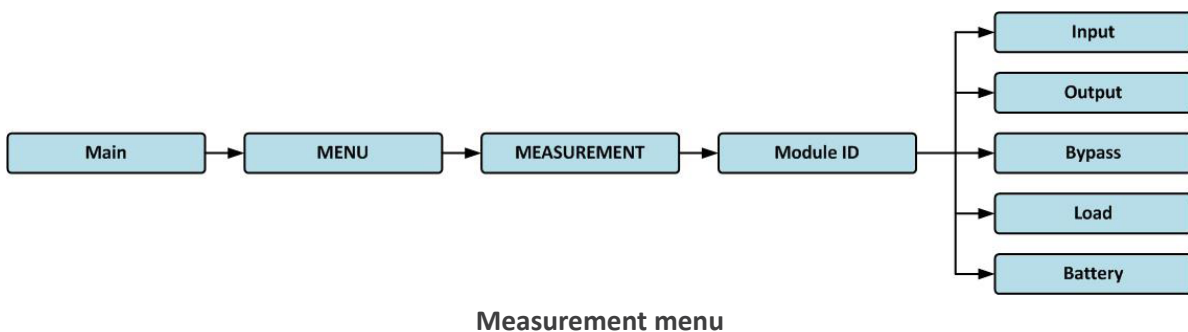 Main
MENU
MEASUREMENT
Module ID
Input
Output
Bypass
Load
Battery
Measurement menu